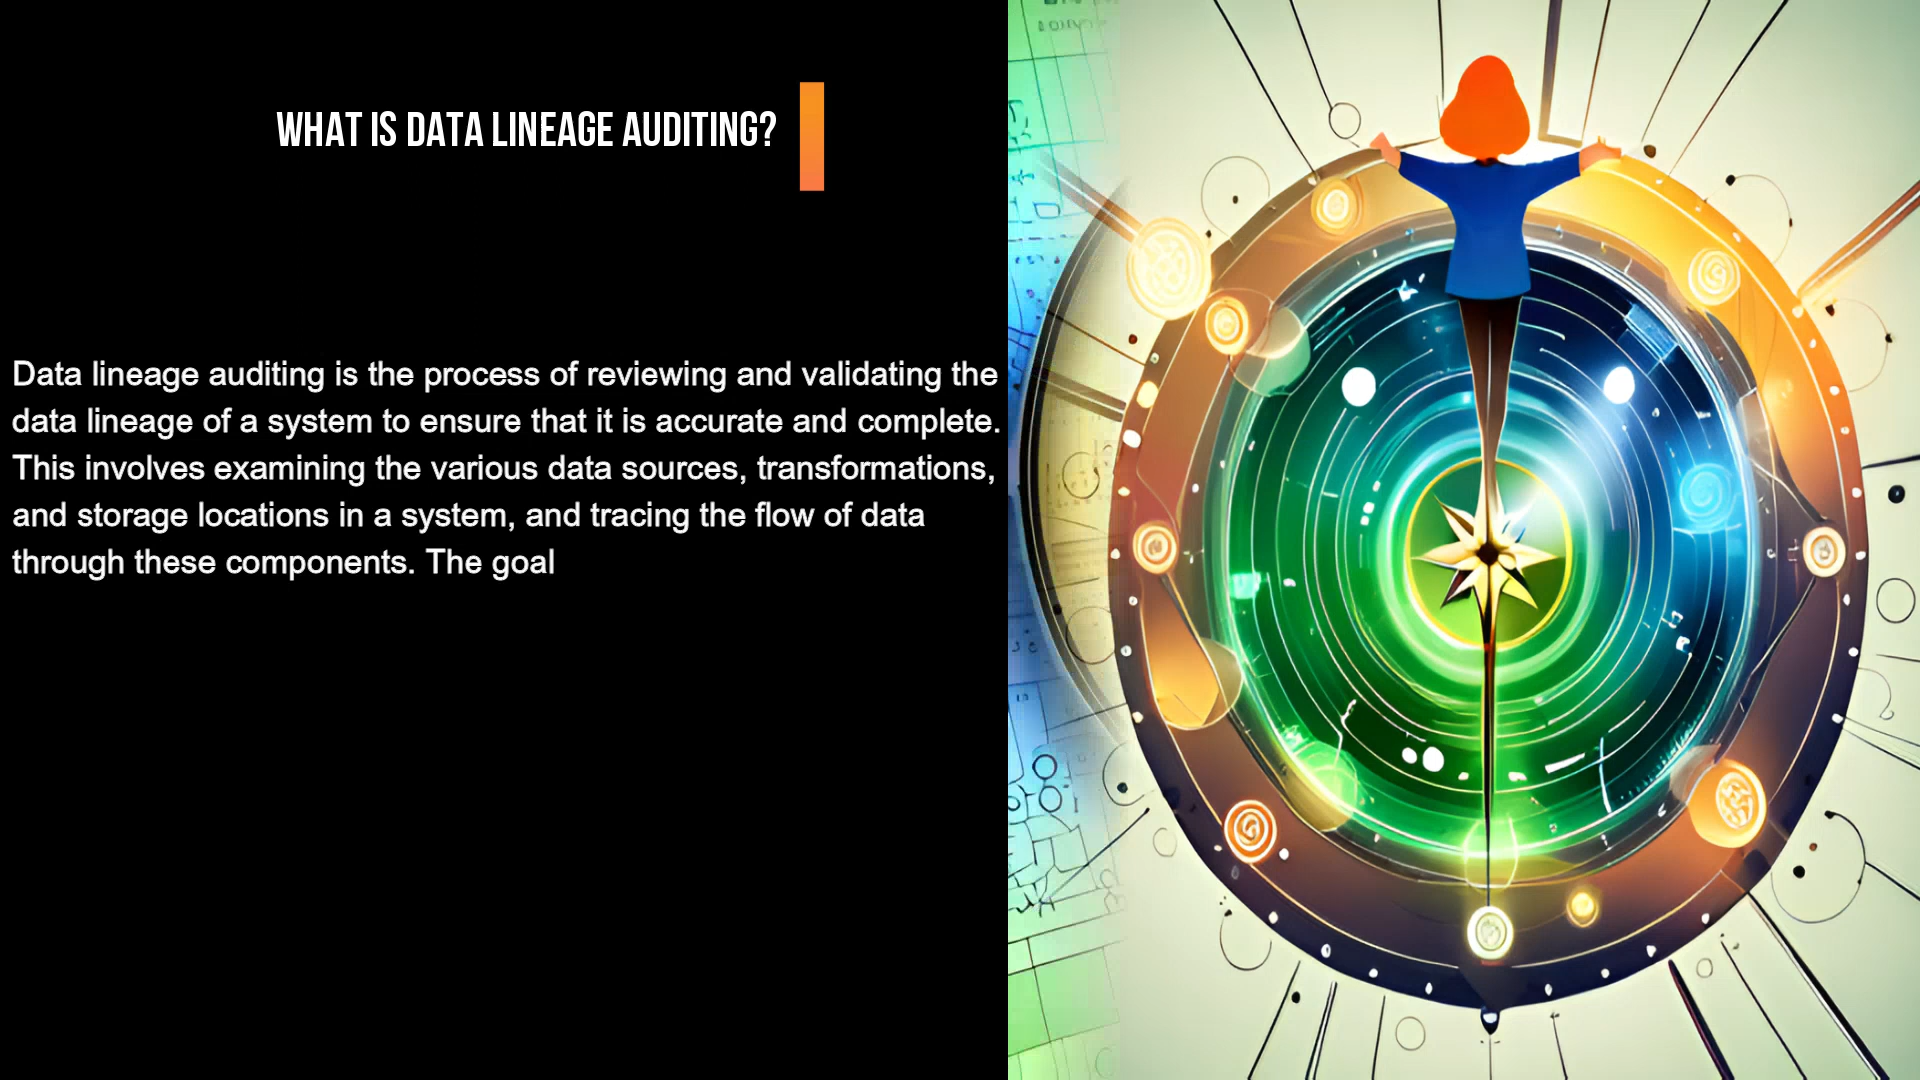 WHAT IS DATA LINEAGE AUDITING?
Data lineage auditing is the process of reviewing and validating the
data lineage of a system to ensure that it is accurate and complete.
This involves examining the various data sources, transformations,
and storage locations in a system, and tracing the flow of data
through these components. The goal